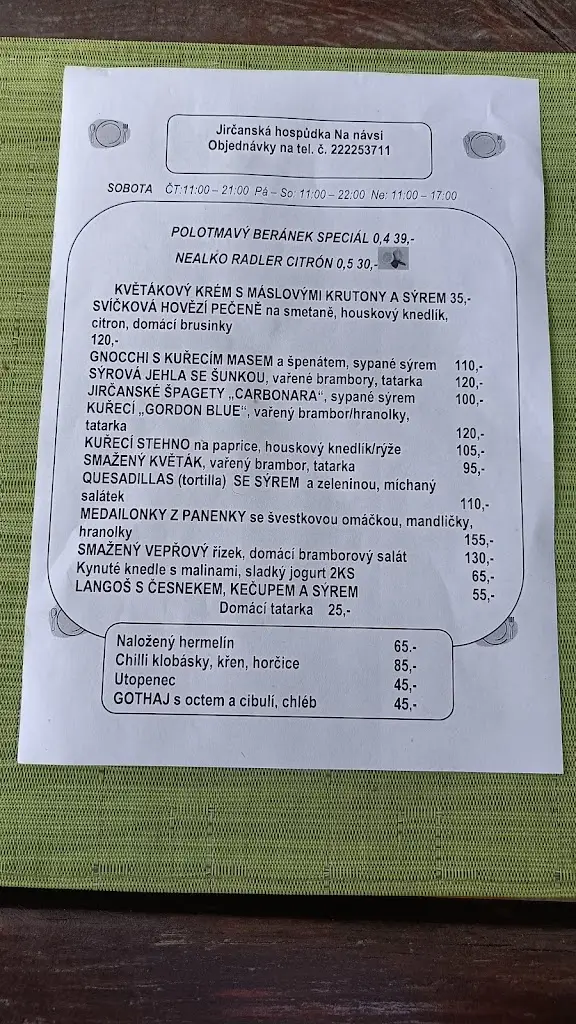 Jirčanská hospůdka Na návsi
Objednávky na tel. č. 222253711
SOBOTA ČT:11:00 – 21:00 Pá – So: 11:00 – 22:00 Ne: 11:00 – 17:00
POLOTMAVÝ BERÁNEK SPECIÁL 0,4 39,-
NEALKO RADLER CITRÓN 0,5 30,-
KVĚTÁKOVÝ KRÉM S MÁSLOVÝMI KRUTONY A SÝREM 35,-
SVÍČKOVÁ HOVĚZÍ PEČENĚ na smetaně, houskový knedlík,
citron, domácí brusinky
120,-
GNOCCHI S KUŘECÍM MASEM a špenátem, sypané sýrem 110,-
SÝROVÁ JEHLA SE ŠUNKOU, vařené brambory, tatarka 120,-
JIRČANSKÉ ŠPAGETY „CARBONARA“, sypané sýrem 100,-
KUŘECÍ „GORDON BLUE“, vařený brambor/hranolky,
tatarka 120,-
KUŘECÍ STEHNO na paprice, houskový knedlík/rýže 105,-
SMAŽENÝ KVĚTÁK, vařený brambor, tatarka 95,-
QUESADILLAS (tortilla) SE SÝREM a zeleninou, míchaný
salátek 110,-
MEDAILONKY Z PANENKY se švestkovou omáčkou, mandličky,
hranolky 155,-
SMAŽENÝ VEPŘOVÝ řízek, domácí bramborový salát 130,-
Kynuté knedle s malinami, sladký jogurt 2KS 65,-
LANGOŠ S ČESNEKEM, KEČUPEM A SÝREM 55,-
Domácí tatarka 25,-
Naložený hermelín 65.-
Chilli klobásky, křen, horčice 85,-
Utopenec 45,-
GOTHAJ s octem a cibulí, chléb 45,-